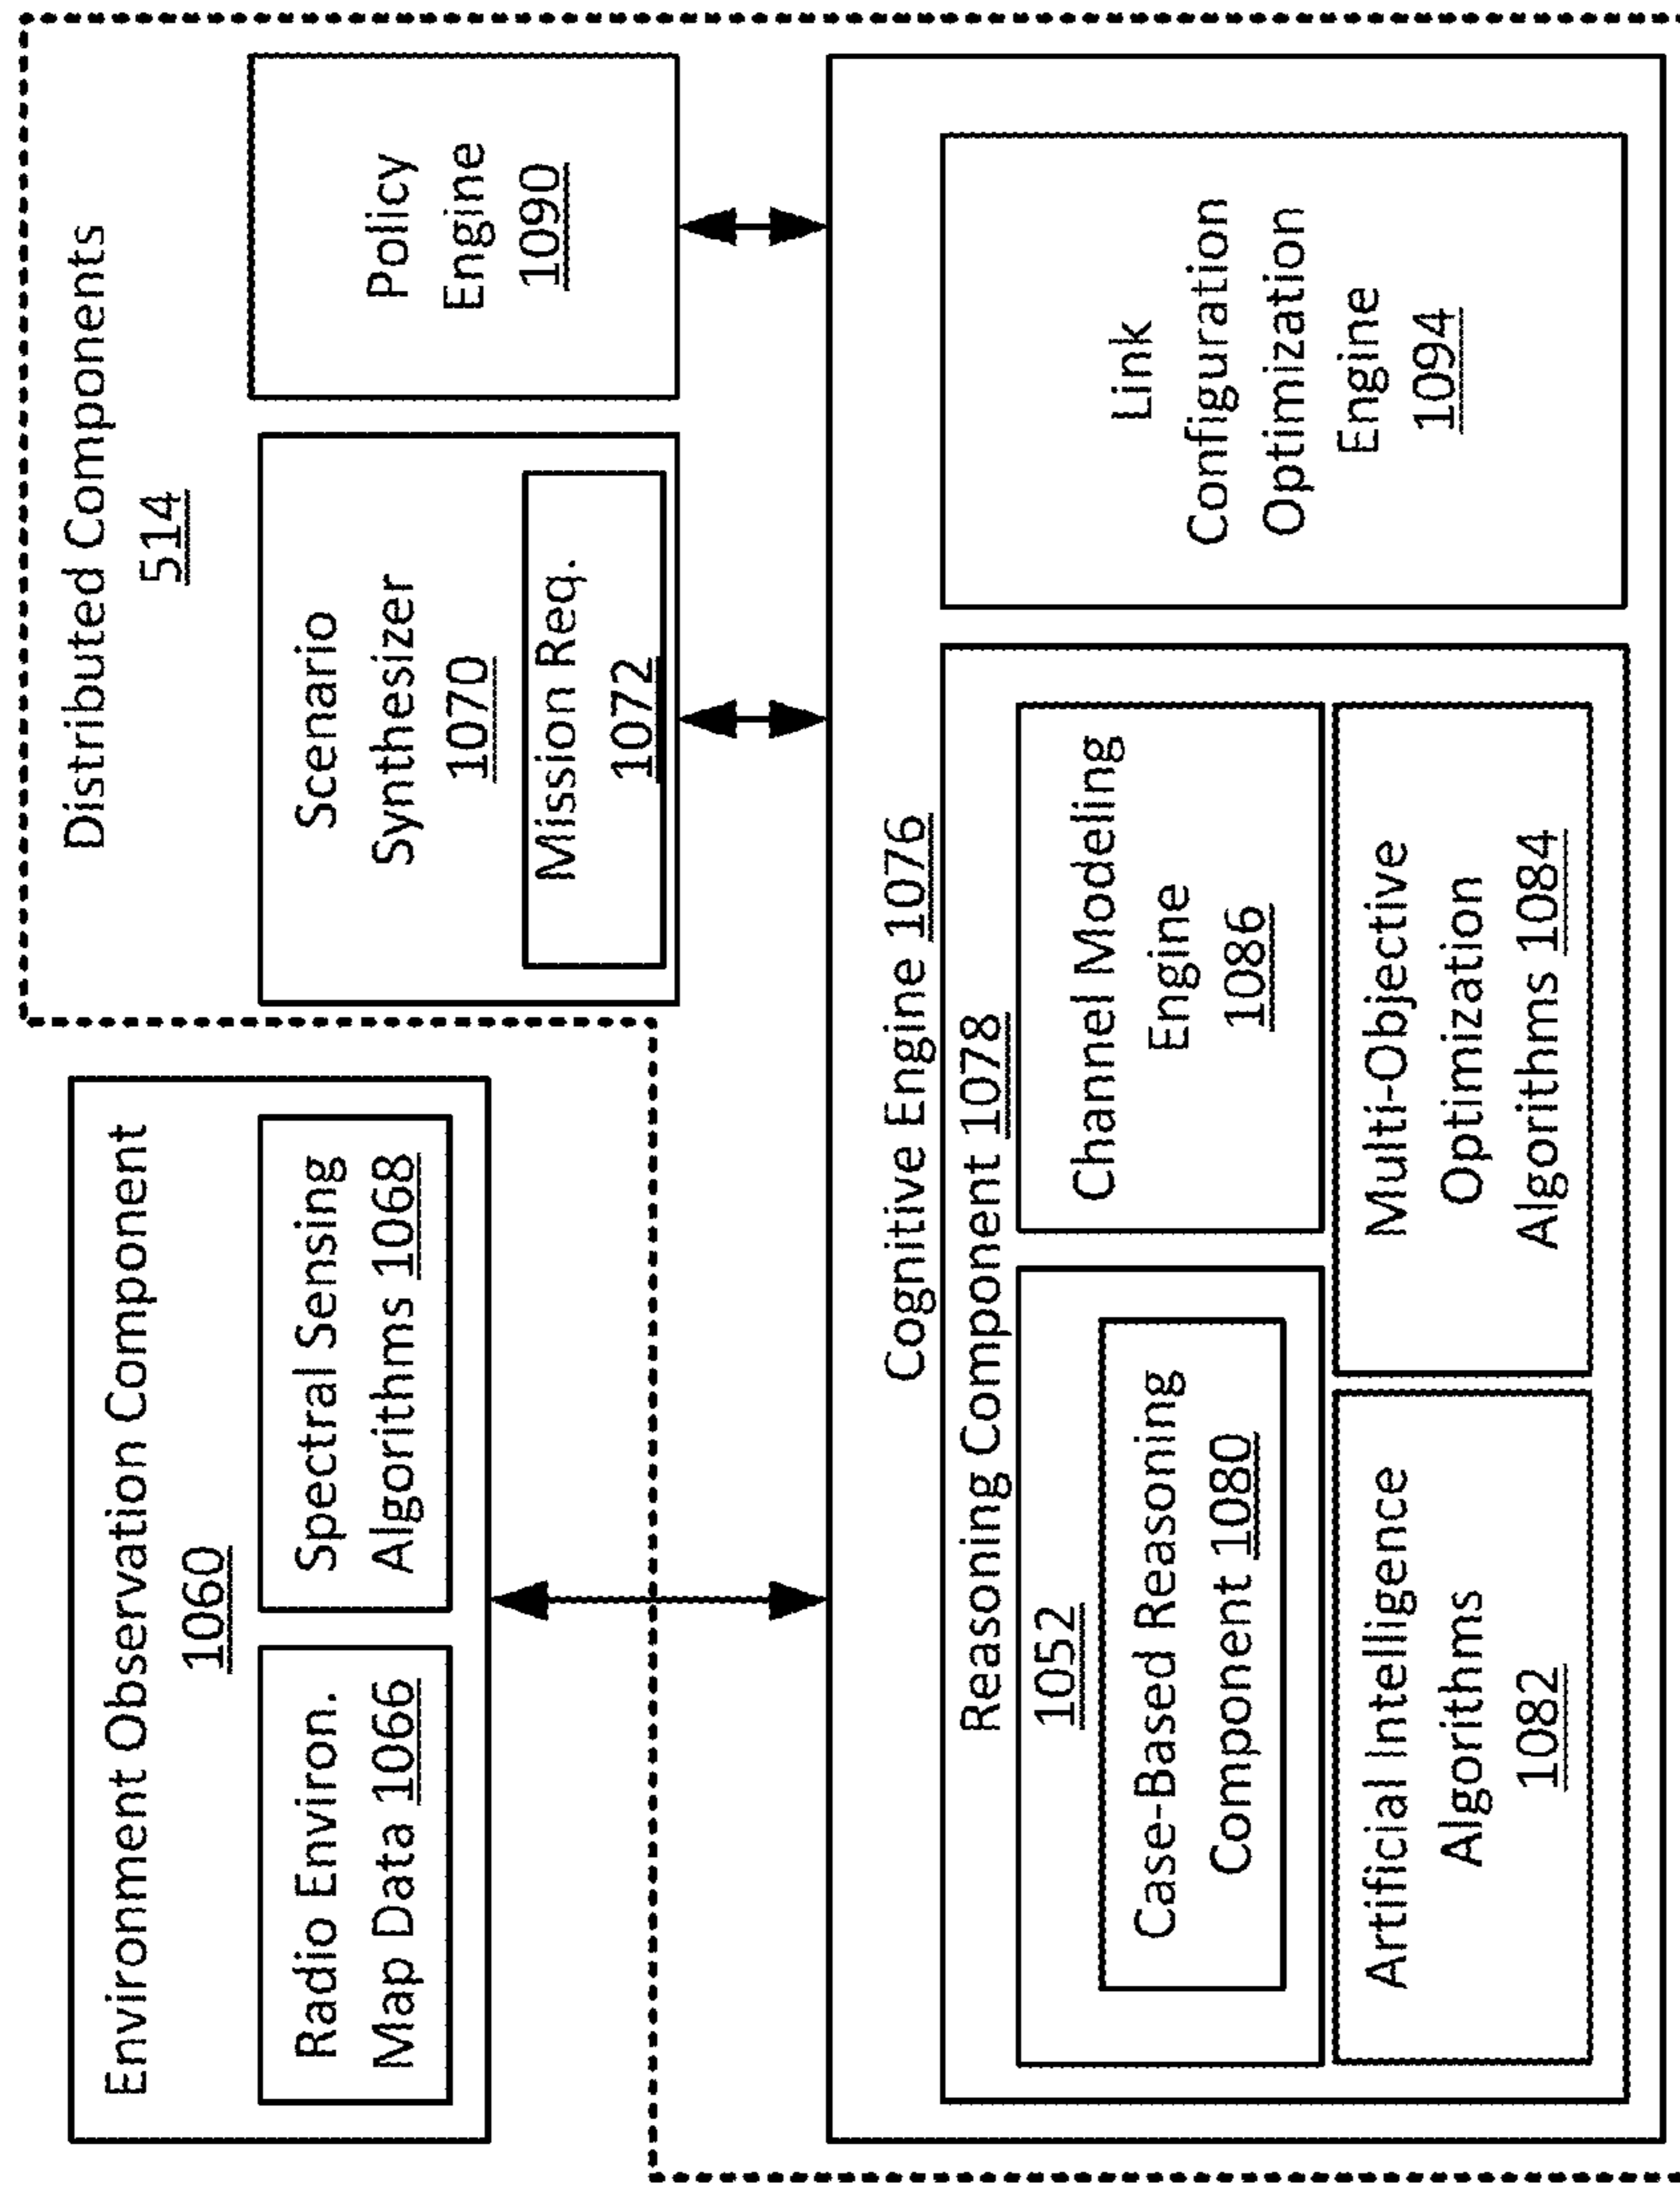 Environment Observation Component
1060
Radio Environ.
Map Data 1066
Spectral Sensing
Algorithms 1068
Distributed Components
514
Scenario
Synthesizer
1070
Mission Req.
1072
Policy
Engine
1090
Cognitive Engine 1076
Reasoning Component 1078
1052
Case-Based Reasoning
Component 1080
Channel Modeling
Engine
1086
Artificial Intelligence
Algorithms
1082
Multi-Objective
Optimization
Algorithms 1084
Link
Configuration
Optimization
Engine
1094